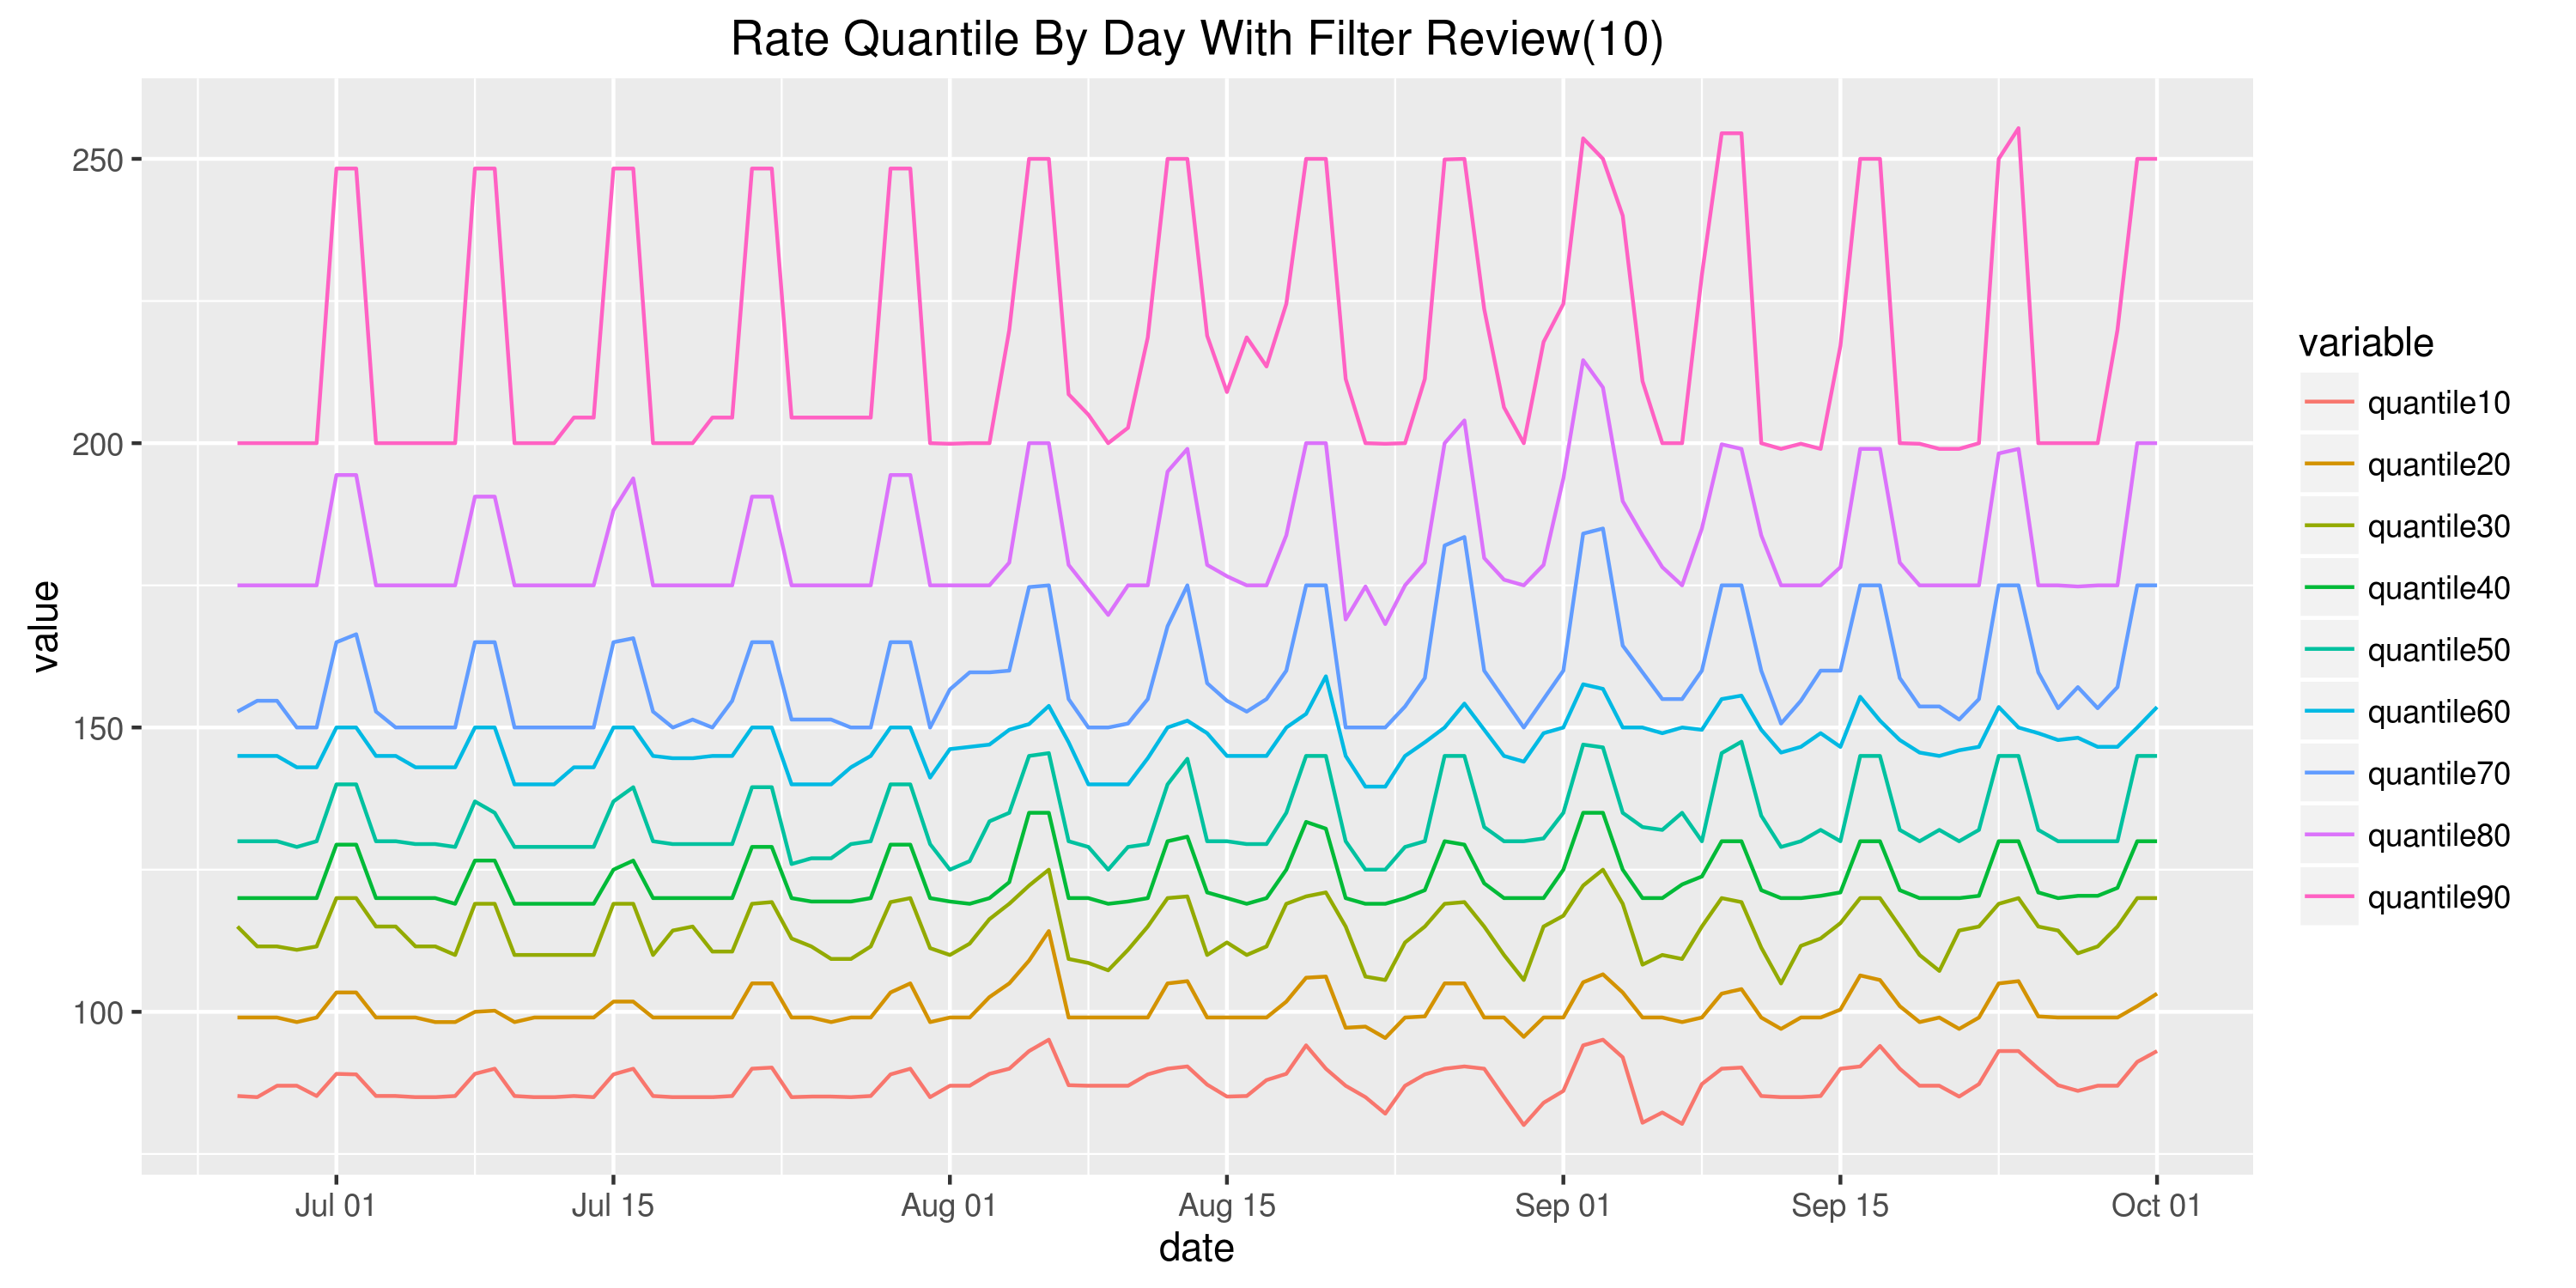 Rate Quantile By Day With Filter Review(10)
250
200
150
100
value
Jul 01
Jul 15
Aug 01
Aug 15
Sep 01
Sep 15
Oct 01
date
variable
quantile10
quantile20
quantile30
quantile40
quantile50
quantile60
quantile70
quantile80
quantile90